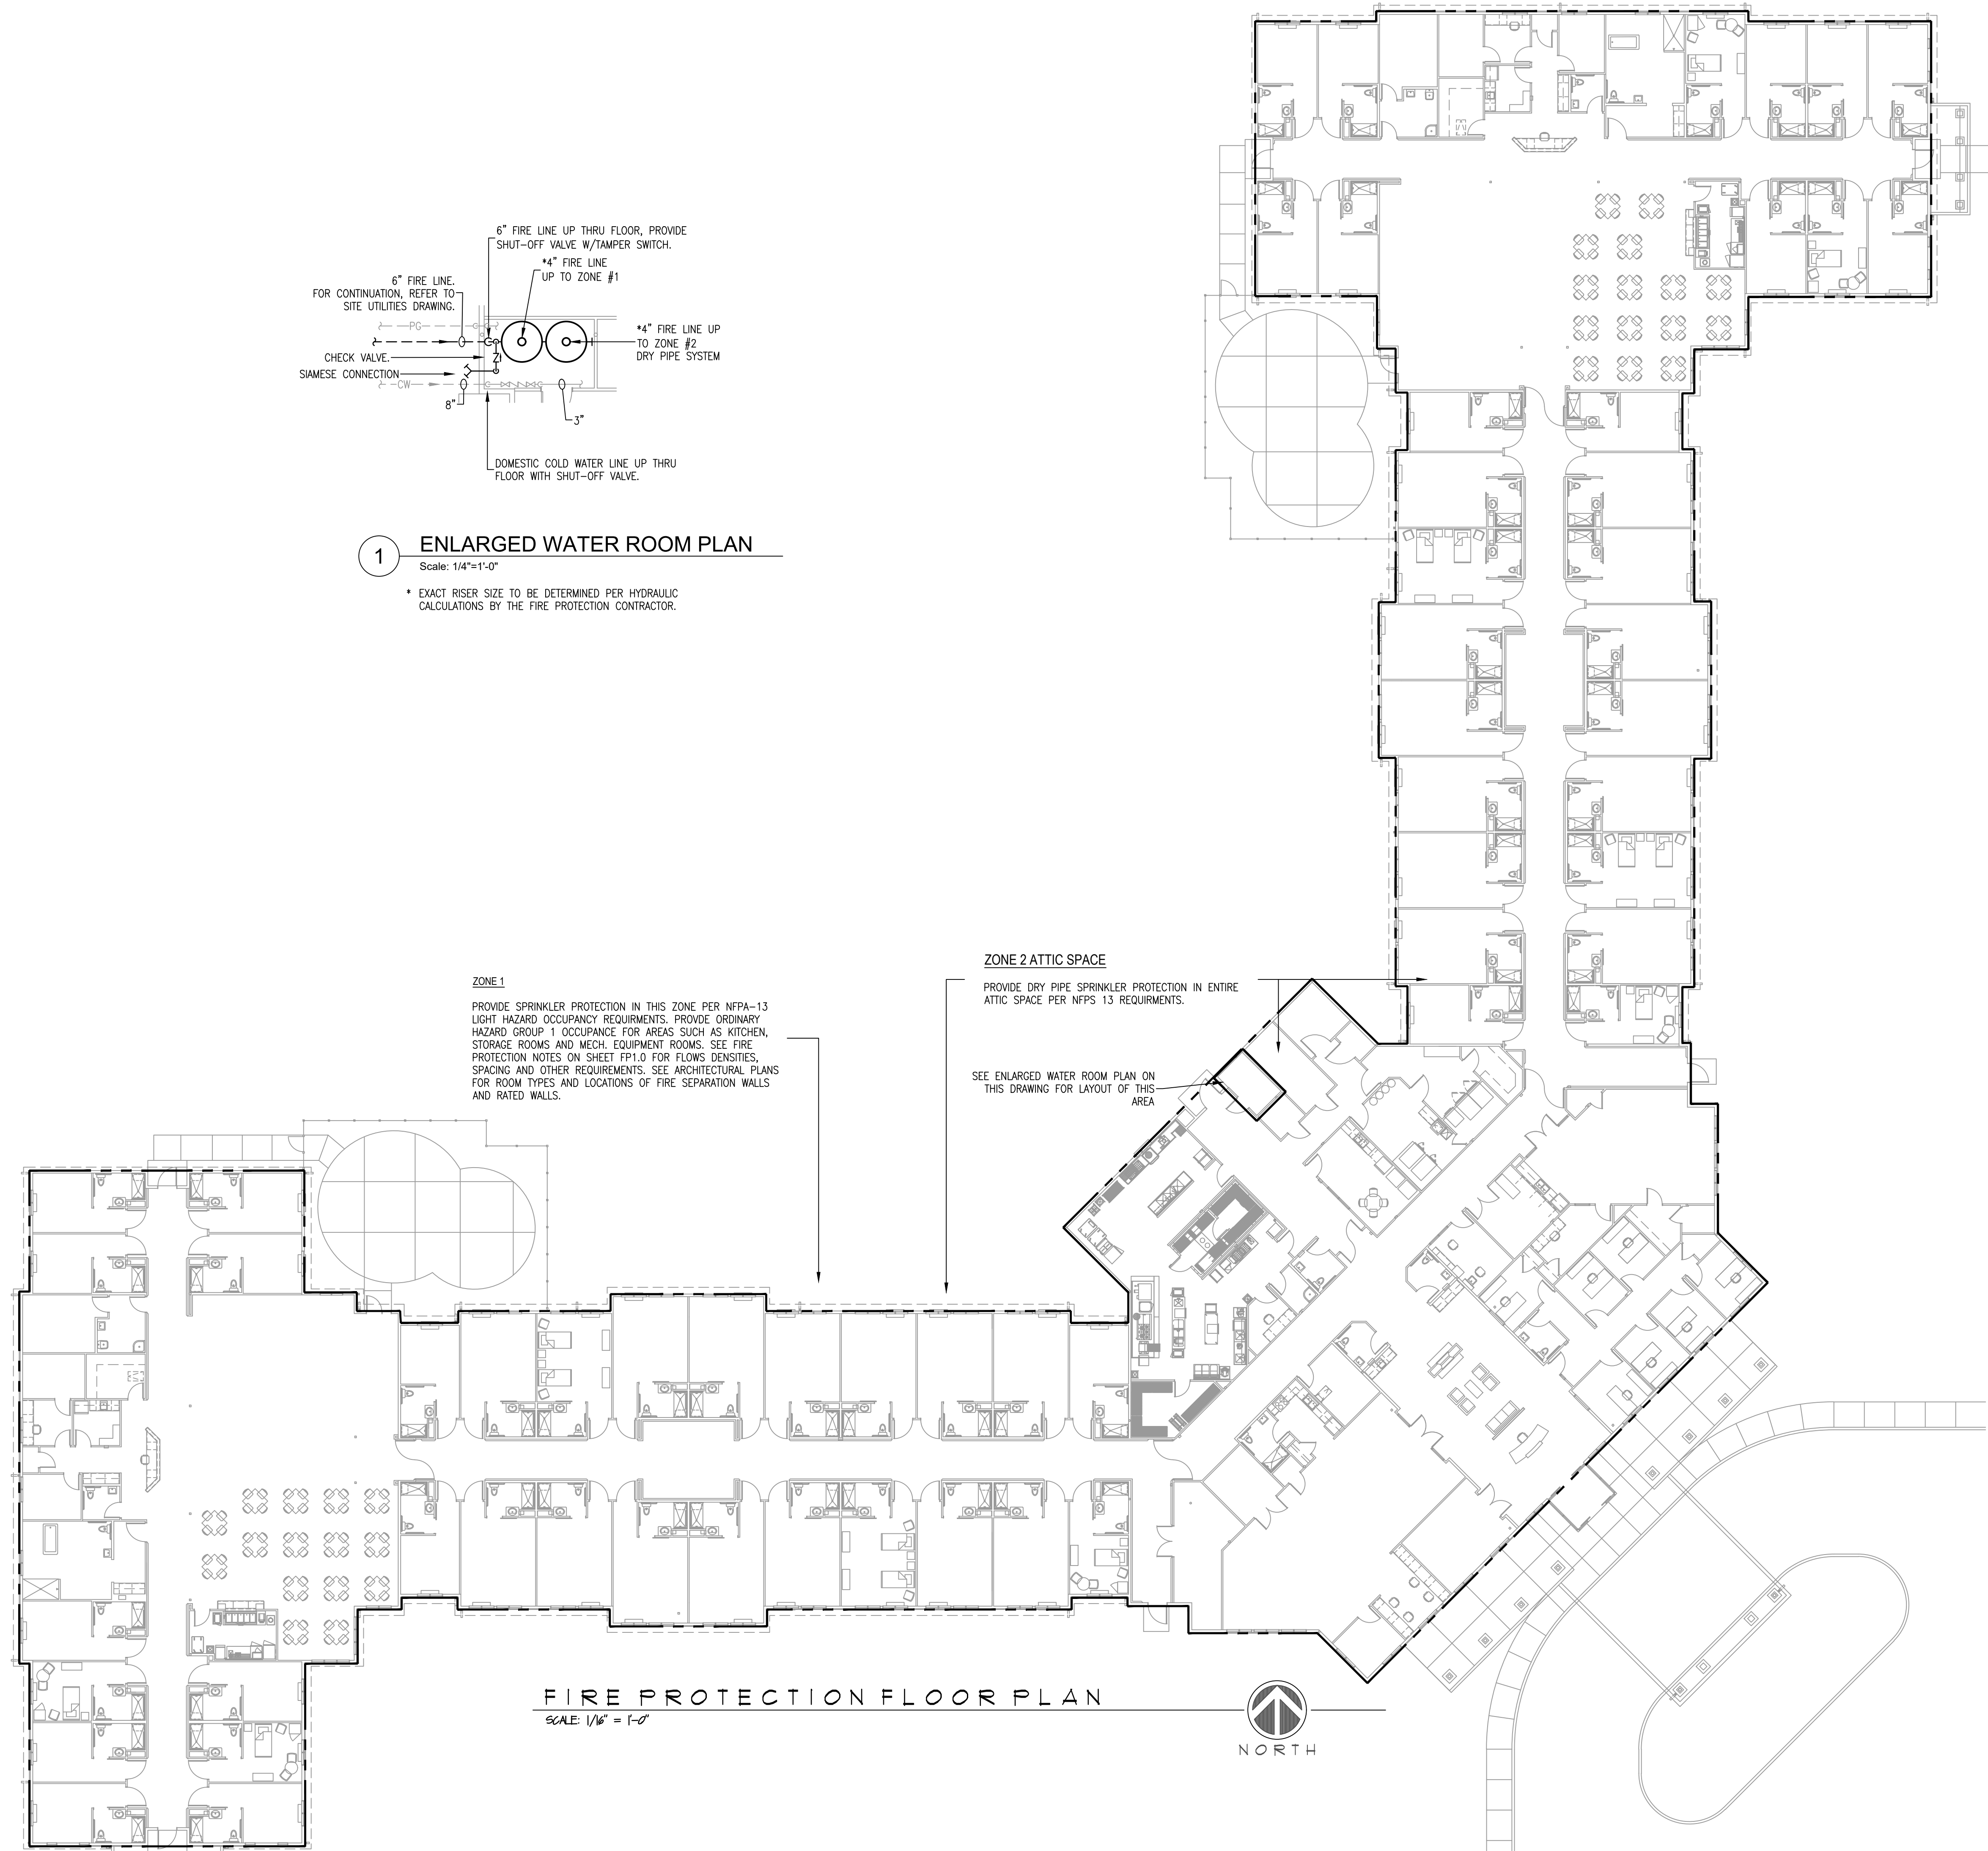 6" FIRE LINE UP THRU FLOOR, PROVIDE
SHUT-OFF VALVE W/TAMPER SWITCH.
*4" FIRE LINE
UP TO ZONE #1
6" FIRE LINE.
FOR CONTINUATION, REFER TO
SITE UTILITIES DRAWING.
PG
*4" FIRE LINE UP
TO ZONE #2
DRY PIPE SYSTEM
CHECK VALVE.
SIAMESE CONNECTION
CW
8"
3"
DOMESTIC COLD WATER LINE UP THRU
FLOOR WITH SHUT-OFF VALVE.
1
ENLARGED WATER ROOM PLAN
Scale: 1/4"=1'-0"
* EXACT RISER SIZE TO BE DETERMINED PER HYDRAULIC
CALCULATIONS BY THE FIRE PROTECTION CONTRACTOR.
ZONE 1
PROVIDE SPRINKLER PROTECTION IN THIS ZONE PER NFPA-13
LIGHT HAZARD OCCUPANCY REQUIRMENTS. PROVDE ORDINARY
HAZARD GROUP 1 OCCUPANCE FOR AREAS SUCH AS KITCHEN,
STORAGE ROOMS AND MECH. EQUIPMENT ROOMS. SEE FIRE
PROTECTION NOTES ON SHEET FP1.0 FOR FLOWS DENSITIES,
SPACING AND OTHER REQUIREMENTS. SEE ARCHITECTURAL PLANS
FOR ROOM TYPES AND LOCATIONS OF FIRE SEPARATION WALLS
AND RATED WALLS.
ZONE 2 ATTIC SPACE
PROVIDE DRY PIPE SPRINKLER PROTECTION IN ENTIRE
ATTIC SPACE PER NFPS 13 REQUIRMENTS.
SEE ENLARGED WATER ROOM PLAN ON
THIS DRAWING FOR LAYOUT OF THIS
AREA
FIRE PROTECTION FLOOR PLAN
SCALE: 1/16" = 1'-0"
NORTH